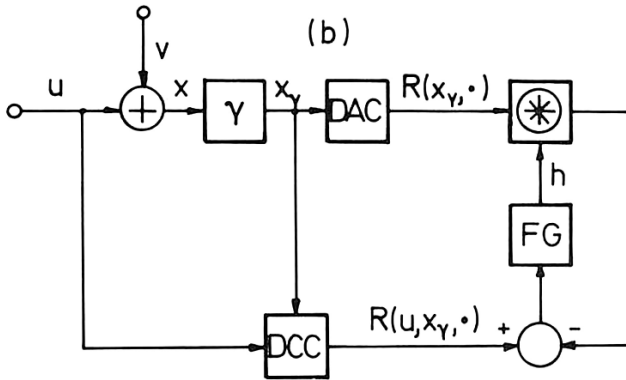 (b)
v
u
x
γ
xᵧ
DAC
R(xᵧ,·)
h
FG
DCC
R(u,xᵧ,·)
+
-